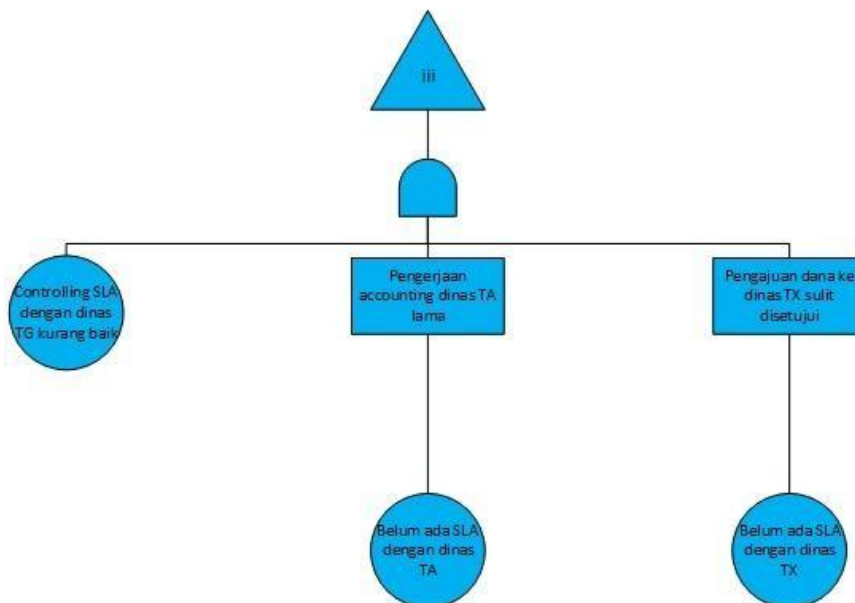 iii
Controlling SLA
dengan dinas
TG kurang baik
Pengerjaan
accounting dinas TA
lama
Pengajuan dana ke
dinas TX sulit
disetujui
Belum ada SLA
dengan dinas
TA
Belum ada SLA
dengan dinas
TX